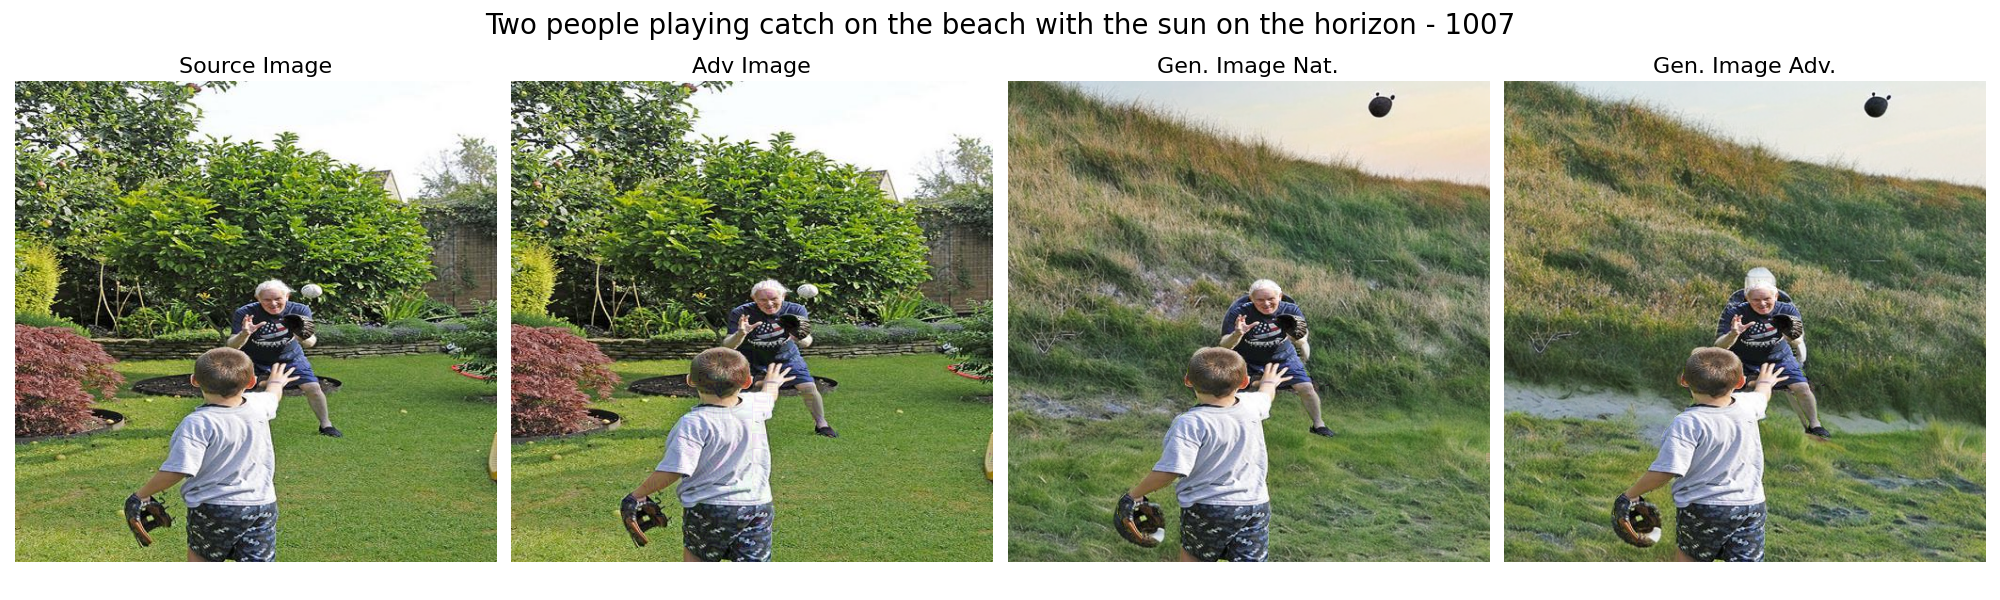 Two people playing catch on the beach with the sun on the horizon - 1007
Source Image
Adv Image
Gen. Image Nat.
Gen. Image Adv.